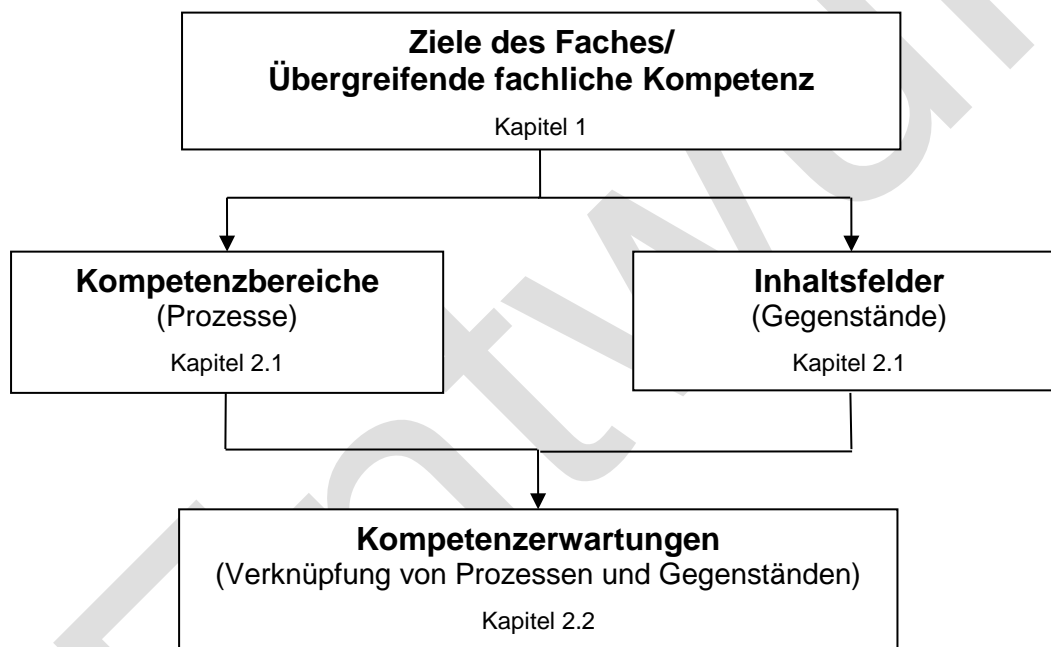 Ziele des Faches/
Übergreifende fachliche Kompetenz
Kapitel 1
Kompetenzbereiche
(Prozesse)
Kapitel 2.1
Inhaltsfelder
(Gegenstände)
Kapitel 2.1
Kompetenzerwartungen
(Verknüpfung von Prozessen und Gegenständen)
Kapitel 2.2